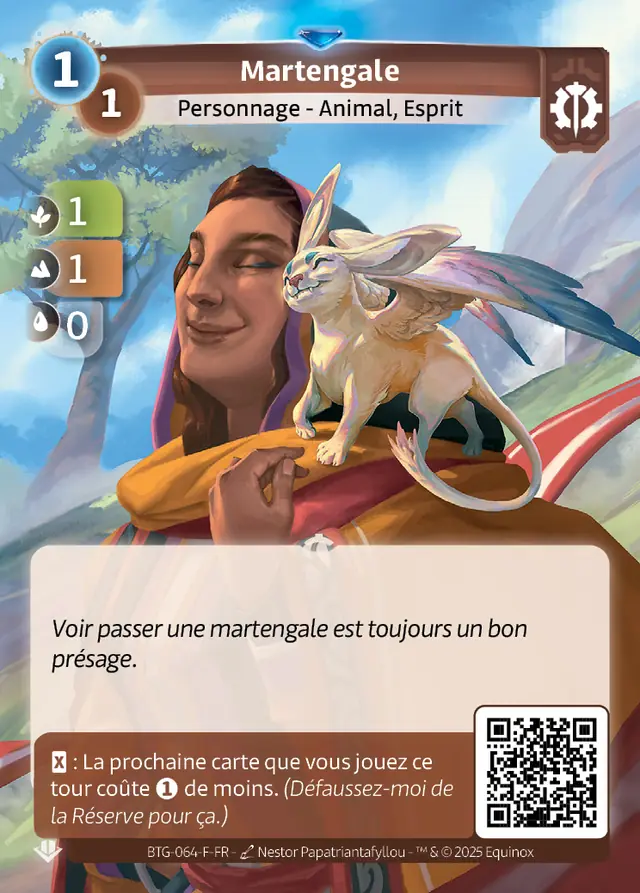 1
1
Martengale
Personnage - Animal, Esprit
1
1
0
Voir passer une martengale est toujours un bon
présage.
X : La prochaine carte que vous jouez ce
tour coûte 1 de moins. (Défaussez-moi de
la Réserve pour ça.)
BTG-064-F-FR - Nestor Papatriantafyllou - ™ & © 2025 Equinox